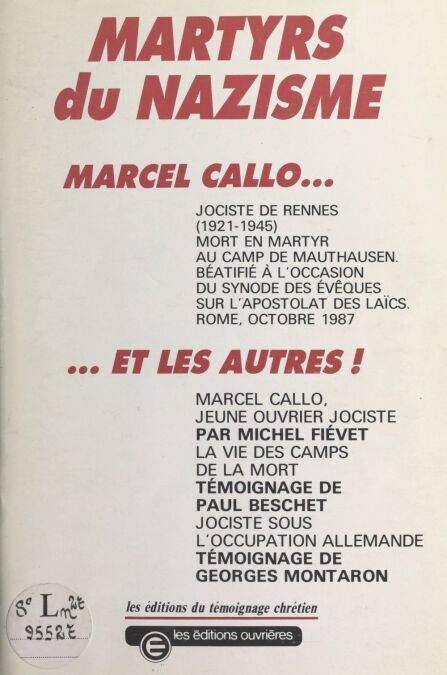 MARTYRS
du NAZISME
MARCEL CALLO...
JOCISTE DE RENNES
(1921-1945)
MORT EN MARTYR
AU CAMP DE MAUTHAUSEN.
BÉATIFIÉ À L'OCCASION
DU SYNODE DES ÉVÊQUES
SUR L'APOSTOLAT DES LAÏCS.
ROME, OCTOBRE 1987
... ET LES AUTRES !
MARCEL CALLO,
JEUNE OUVRIER JOCISTE
PAR MICHEL FIÉVET
LA VIE DES CAMPS
DE LA MORT
TÉMOIGNAGE DE
PAUL BESCHET
JOCISTE SOUS
L'OCCUPATION ALLEMANDE
TÉMOIGNAGE DE
GEORGES MONTARON
les éditions du témoignage chrétien
les éditions ouvrières
8º L